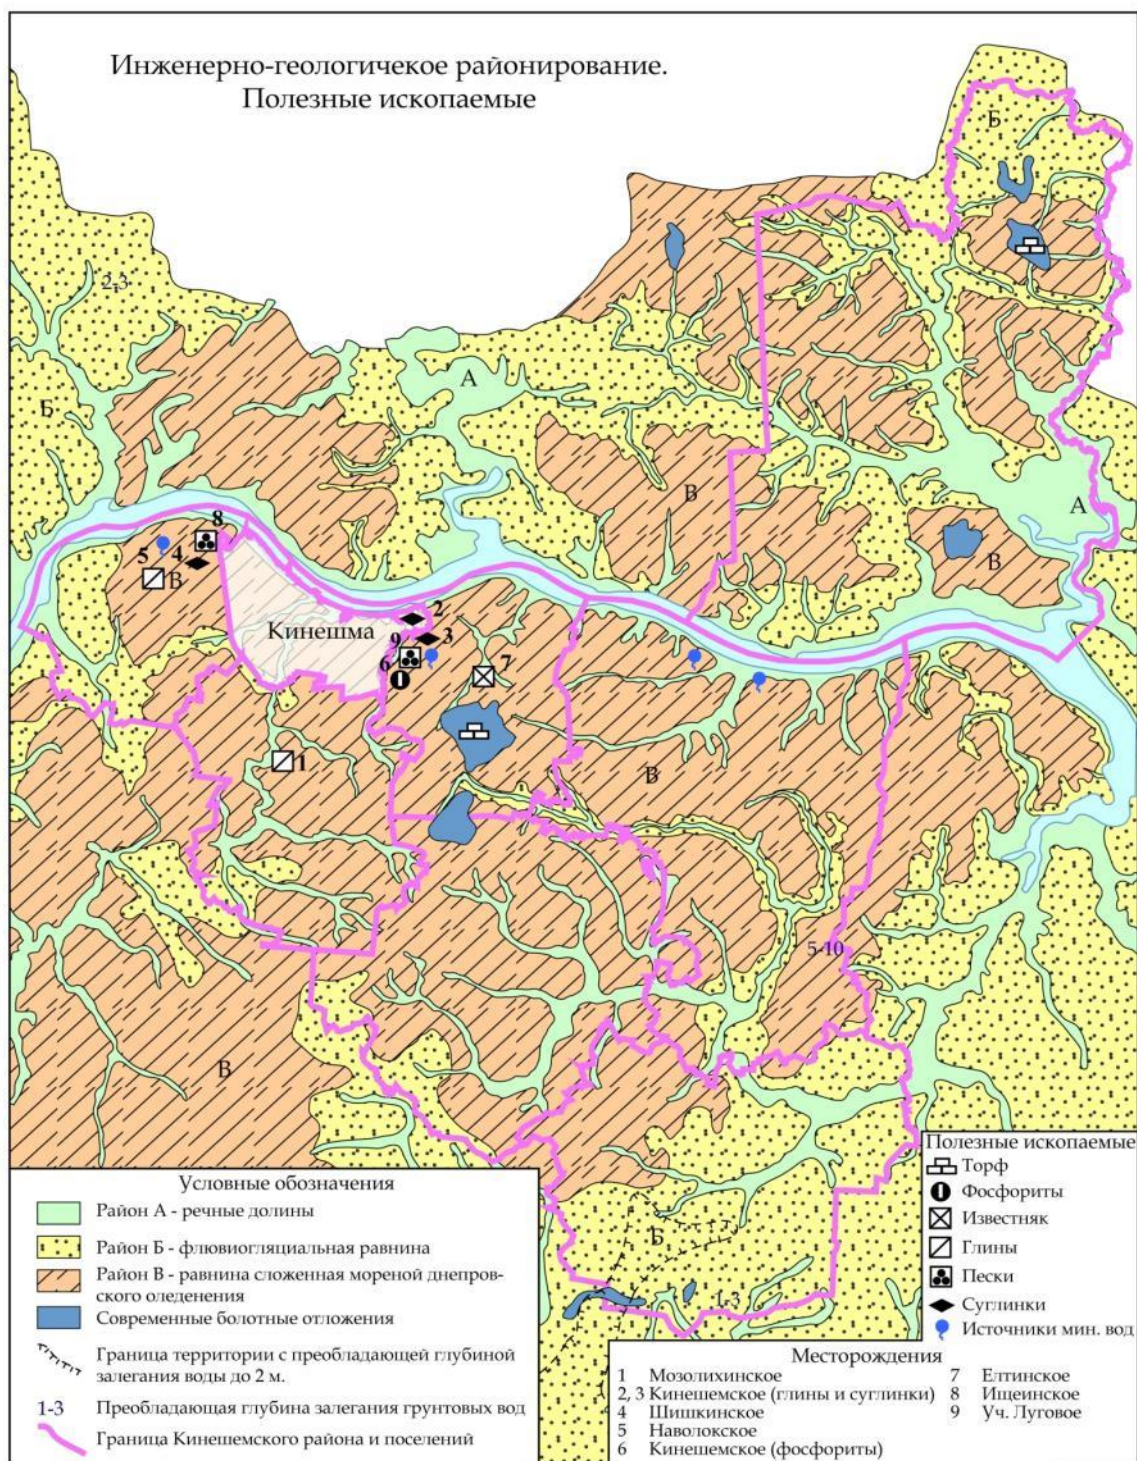 Инженерно-геологичекое районирование.
Полезные ископаемые
Б
2-3
А
Б
В
А
8
5
4
В
В
2
Кинешма
9
3
6
7
1
В
5-10
В
Б
1-3
Условные обозначения
Район А - речные долины
Район Б - флювиогляциальная равнина
Район В - равнина сложенная мореной днепров-
ского оледенения
Современные болотные отложения
Граница территории с преобладающей глубиной
залегания воды до 2 м.
1-3 Преобладающая глубина залегания грунтовых вод
Граница Кинешемского района и поселений
Полезные ископаемые
Торф
Фосфориты
Известняк
Глины
Пески
Суглинки
Источники мин. вод
Месторождения
1 Мозолихинское
2, 3 Кинешемское (глины и суглинки)
4 Шишкинское
5 Наволокское
6 Кинешемское (фосфориты)
7 Елтинское
8 Ищеинское
9 Уч. Луговое